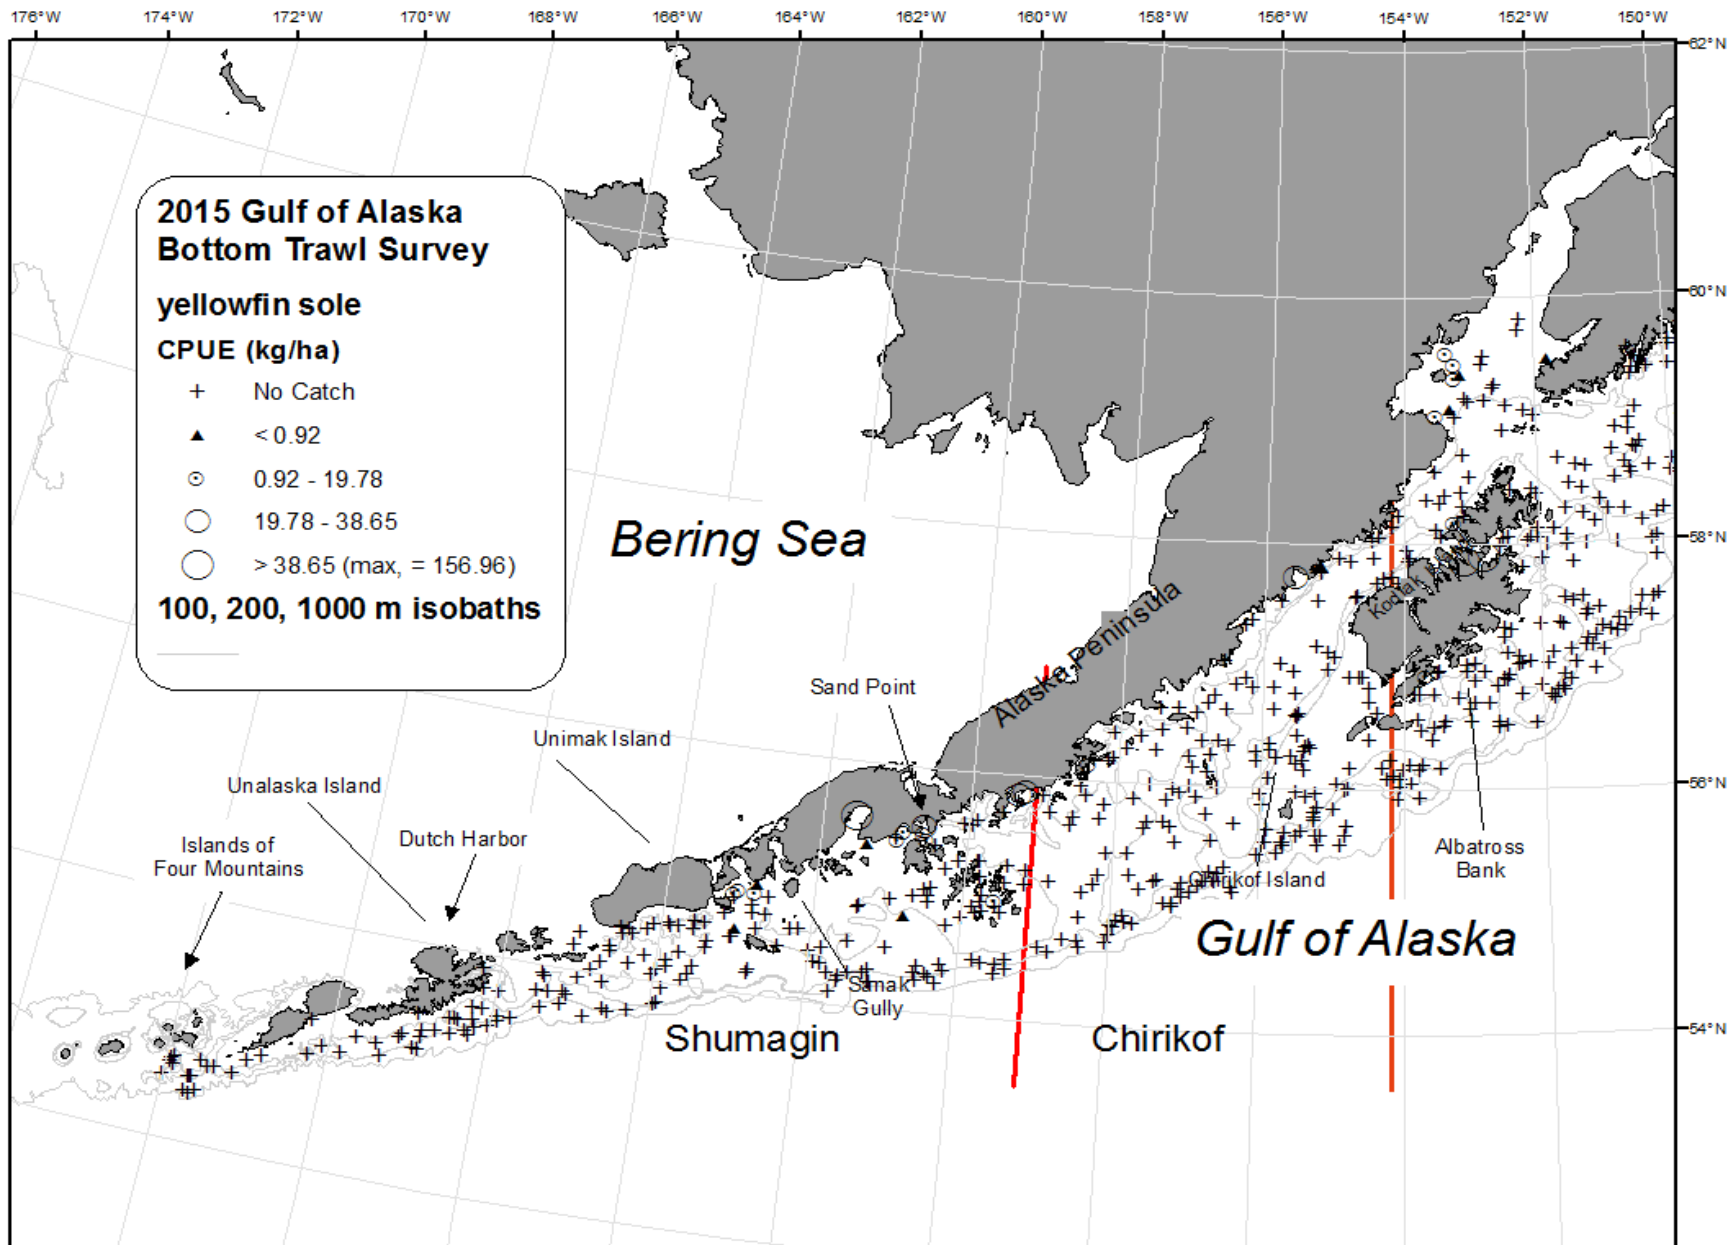 176°W 174°W 172°W 170°W 168°W 166°W 164°W 162°W 160°W 158°W 156°W 154°W 152°W 150°W
62°N
60°N
58°N
56°N
54°N
2015 Gulf of Alaska
Bottom Trawl Survey
yellowfin sole
CPUE (kg/ha)
No Catch
< 0.92
0.92 - 19.78
19.78 - 38.65
> 38.65 (max, = 156.96)
100, 200, 1000 m isobaths
Bering Sea
Alaska Peninsula
Kodiak
Sand Point
Unimak Island
Unalaska Island
Dutch Harbor
Islands of
Four Mountains
Sanak
Gully
Shumagin
Chirikof
Chirikof Island
Albatross
Bank
Gulf of Alaska